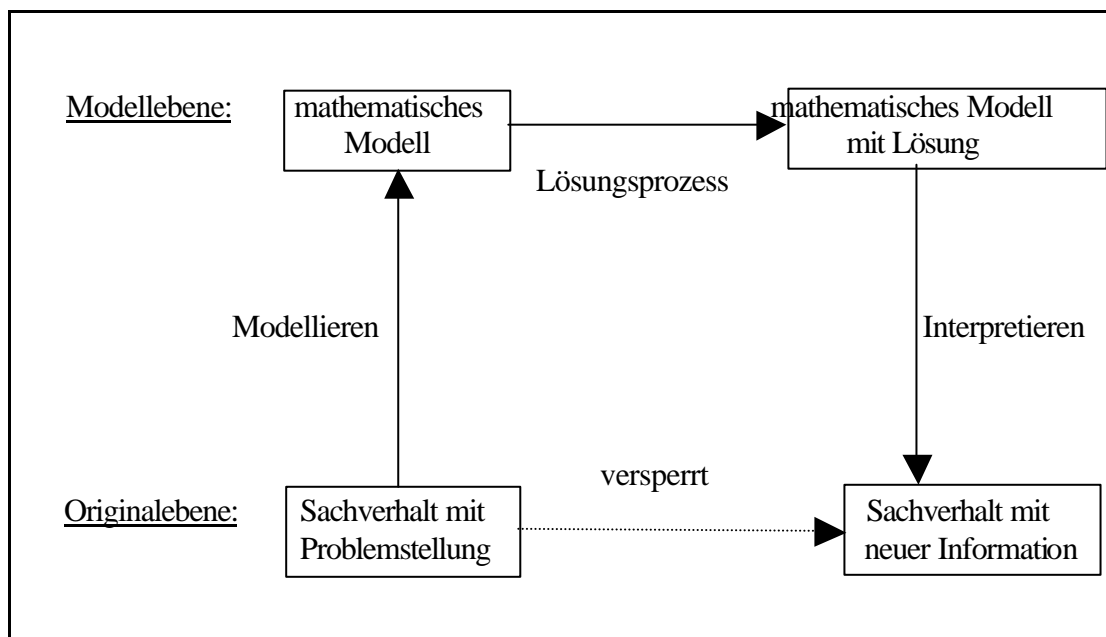 Modellebene:
mathematisches
Modell
mathematisches Modell
mit Lösung
Lösungsprozess
Modellieren
Interpretieren
versperrt
Originalebene:
Sachverhalt mit
Problemstellung
Sachverhalt mit
neuer Information